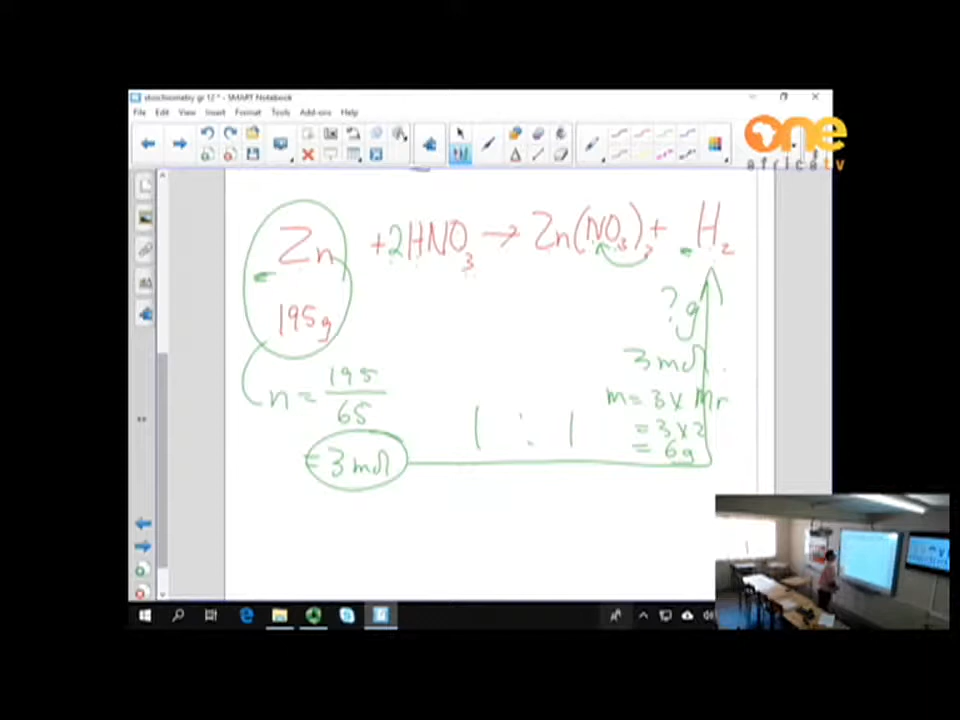 stoichiometry gr 12 * - SMART Notebook
File Edit View Insert Format Tools Add-ons Help
one
africa tv
Zn + 2HNO₃ → Zn(NO₃)₂ + H₂
195g
? g
3 mol
n = 195/65
m = 3 x Mr
1 : 1
= 3 x 2
= 3 mol
= 6g